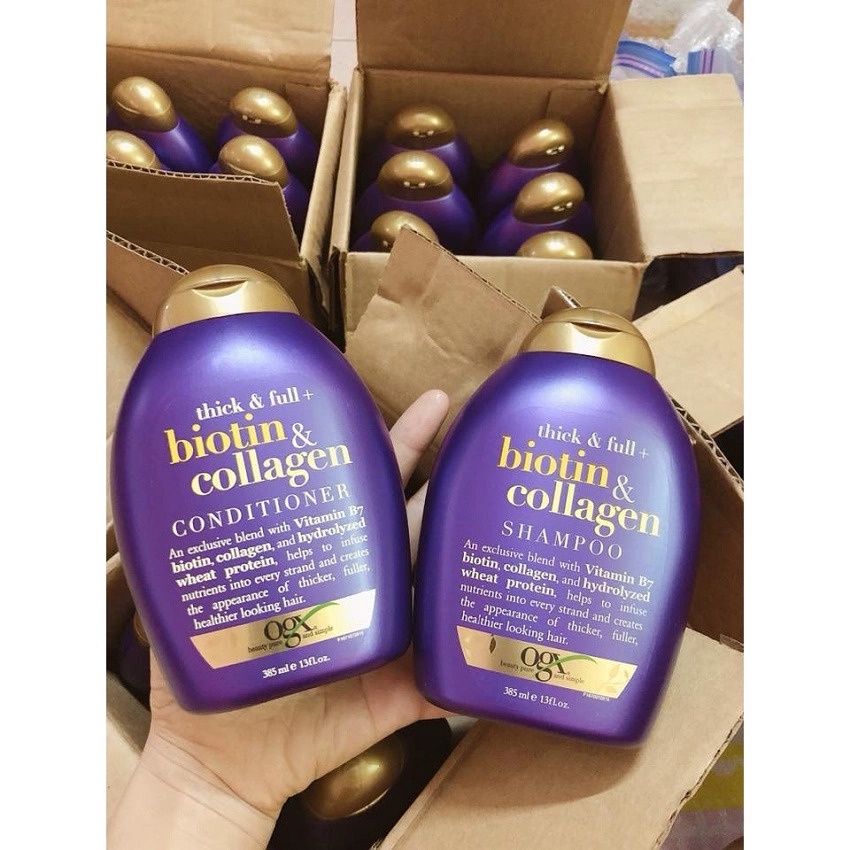 thick & full +
biotin &
collagen
CONDITIONER
An exclusive blend with Vitamin B7
biotin, collagen, and hydrolyzed
wheat protein, helps to infuse
nutrients into every strand and creates
the appearance of thicker, fuller,
healthier looking hair.
ogx
beauty pure and simple
385 ml e 13fl.oz.
thick & full +
biotin &
collagen
SHAMPOO
An exclusive blend with Vitamin B7
biotin, collagen, and hydrolyzed
wheat protein, helps to infuse
nutrients into every strand and creates
the appearance of thicker, fuller,
healthier looking hair.
ogx
beauty pure and simple
385 ml e 13fl.oz.